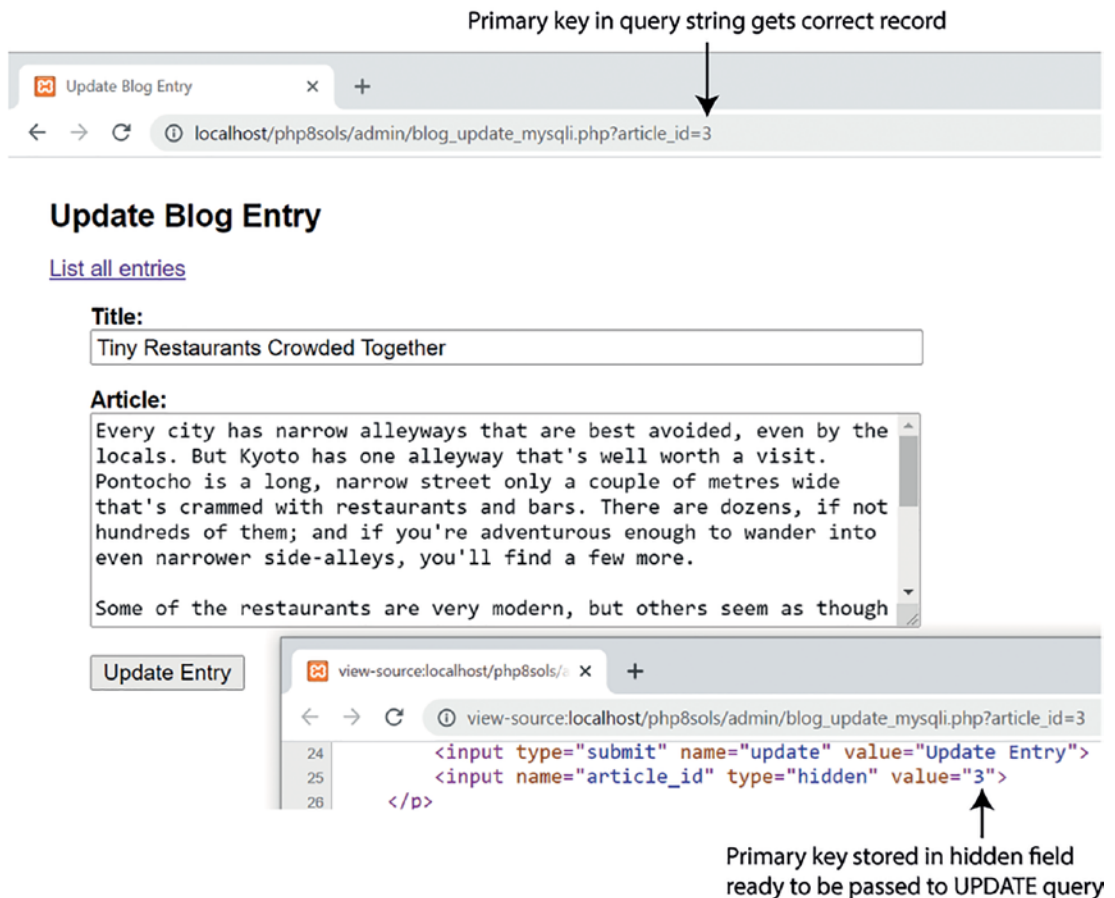 Primary key in query string gets correct record
Update Blog Entry
localhost/php8sols/admin/blog_update_mysqli.php?article_id=3
Update Blog Entry
List all entries
Title:
Tiny Restaurants Crowded Together
Article:
Every city has narrow alleyways that are best avoided, even by the
locals. But Kyoto has one alleyway that's well worth a visit.
Pontocho is a long, narrow street only a couple of metres wide
that's crammed with restaurants and bars. There are dozens, if not
hundreds of them; and if you're adventurous enough to wander into
even narrower side-alleys, you'll find a few more.
Some of the restaurants are very modern, but others seem as though
Update Entry
view-source:localhost/php8sols/a
view-source:localhost/php8sols/admin/blog_update_mysqli.php?article_id=3
24 <input type="submit" name="update" value="Update Entry">
25 <input name="article_id" type="hidden" value="3">
26 </p>
Primary key stored in hidden field
ready to be passed to UPDATE query